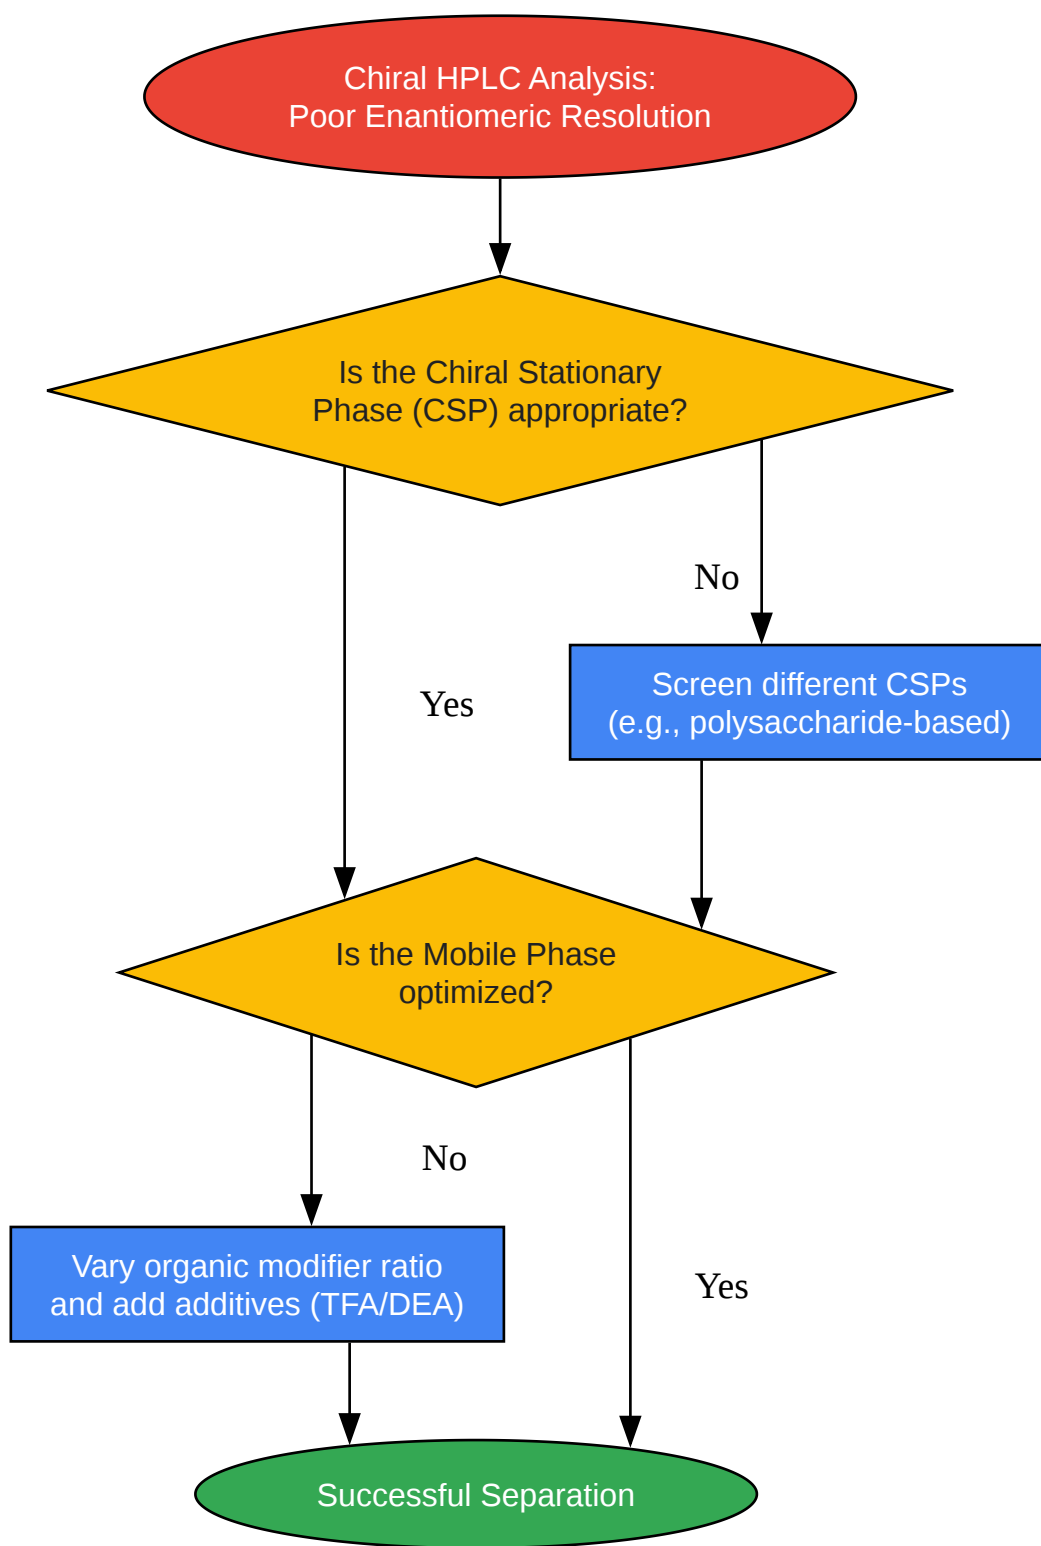 Chiral HPLC Analysis:
Poor Enantiomeric Resolution
Is the Chiral Stationary
Phase (CSP) appropriate?
No
Screen different CSPs
(e.g., polysaccharide-based)
Yes
Is the Mobile Phase
optimized?
No
Vary organic modifier ratio
and add additives (TFA/DEA)
Yes
Successful Separation